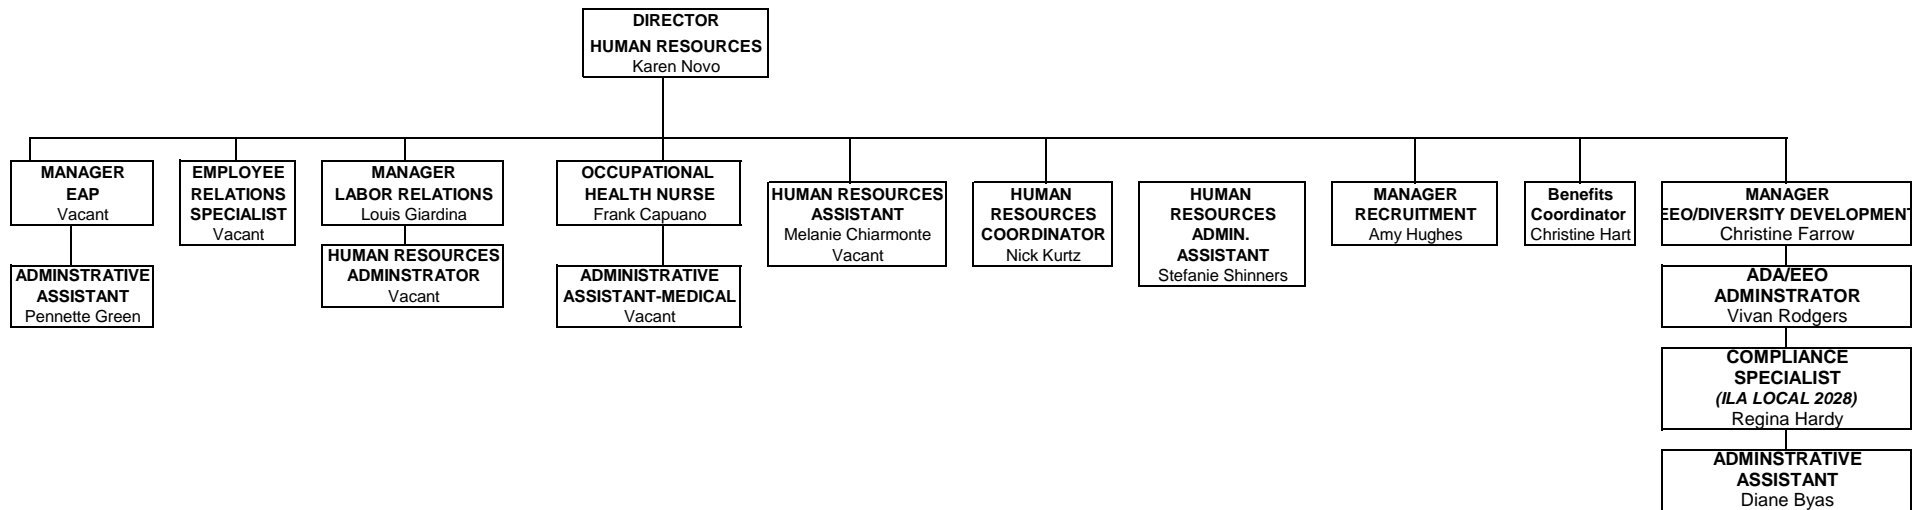 DIRECTOR
HUMAN RESOURCES
Karen Novo
MANAGER
EAP
Vacant
ADMINSTRATIVE
ASSISTANT
Pennette Green
EMPLOYEE
RELATIONS
SPECIALIST
Vacant
MANAGER
LABOR RELATIONS
Louis Giardina
HUMAN RESOURCES
ADMINSTRATOR
Vacant
OCCUPATIONAL
HEALTH NURSE
Frank Capuano
ADMINISTRATIVE
ASSISTANT-MEDICAL
Vacant
HUMAN RESOURCES
ASSISTANT
Melanie Chiarmonte
Vacant
HUMAN
RESOURCES
COORDINATOR
Nick Kurtz
HUMAN
RESOURCES
ADMIN.
ASSISTANT
Stefanie Shinners
MANAGER
RECRUITMENT
Amy Hughes
Benefits
Coordinator
Christine Hart
MANAGER
EEO/DIVERSITY DEVELOPMENT
Christine Farrow
ADA/EEO
ADMINSTRATOR
Vivan Rodgers
COMPLIANCE
SPECIALIST
(ILA LOCAL 2028)
Regina Hardy
ADMINSTRATIVE
ASSISTANT
Diane Byas